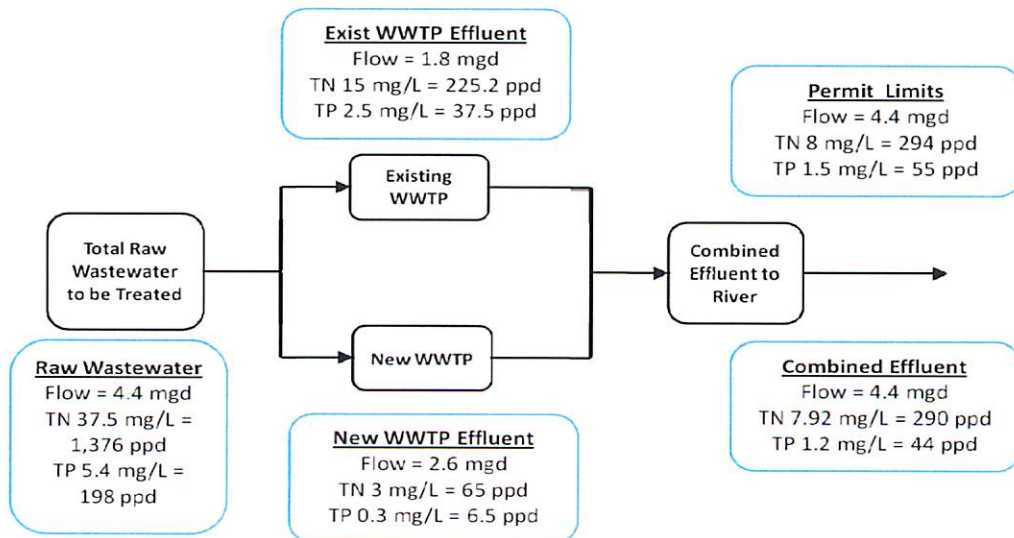 Exist WWTP Effluent
Flow = 1.8 mgd
TN 15 mg/L = 225.2 ppd
TP 2.5 mg/L = 37.5 ppd
Permit Limits
Flow = 4.4 mgd
TN 8 mg/L = 294 ppd
TP 1.5 mg/L = 55 ppd
Existing
WWTP
Total Raw
Wastewater
to be Treated
Combined
Effluent to
River
New WWTP
Raw Wastewater
Flow = 4.4 mgd
TN 37.5 mg/L =
1,376 ppd
TP 5.4 mg/L =
198 ppd
New WWTP Effluent
Flow = 2.6 mgd
TN 3 mg/L = 65 ppd
TP 0.3 mg/L = 6.5 ppd
Combined Effluent
Flow = 4.4 mgd
TN 7.92 mg/L = 290 ppd
TP 1.2 mg/L = 44 ppd